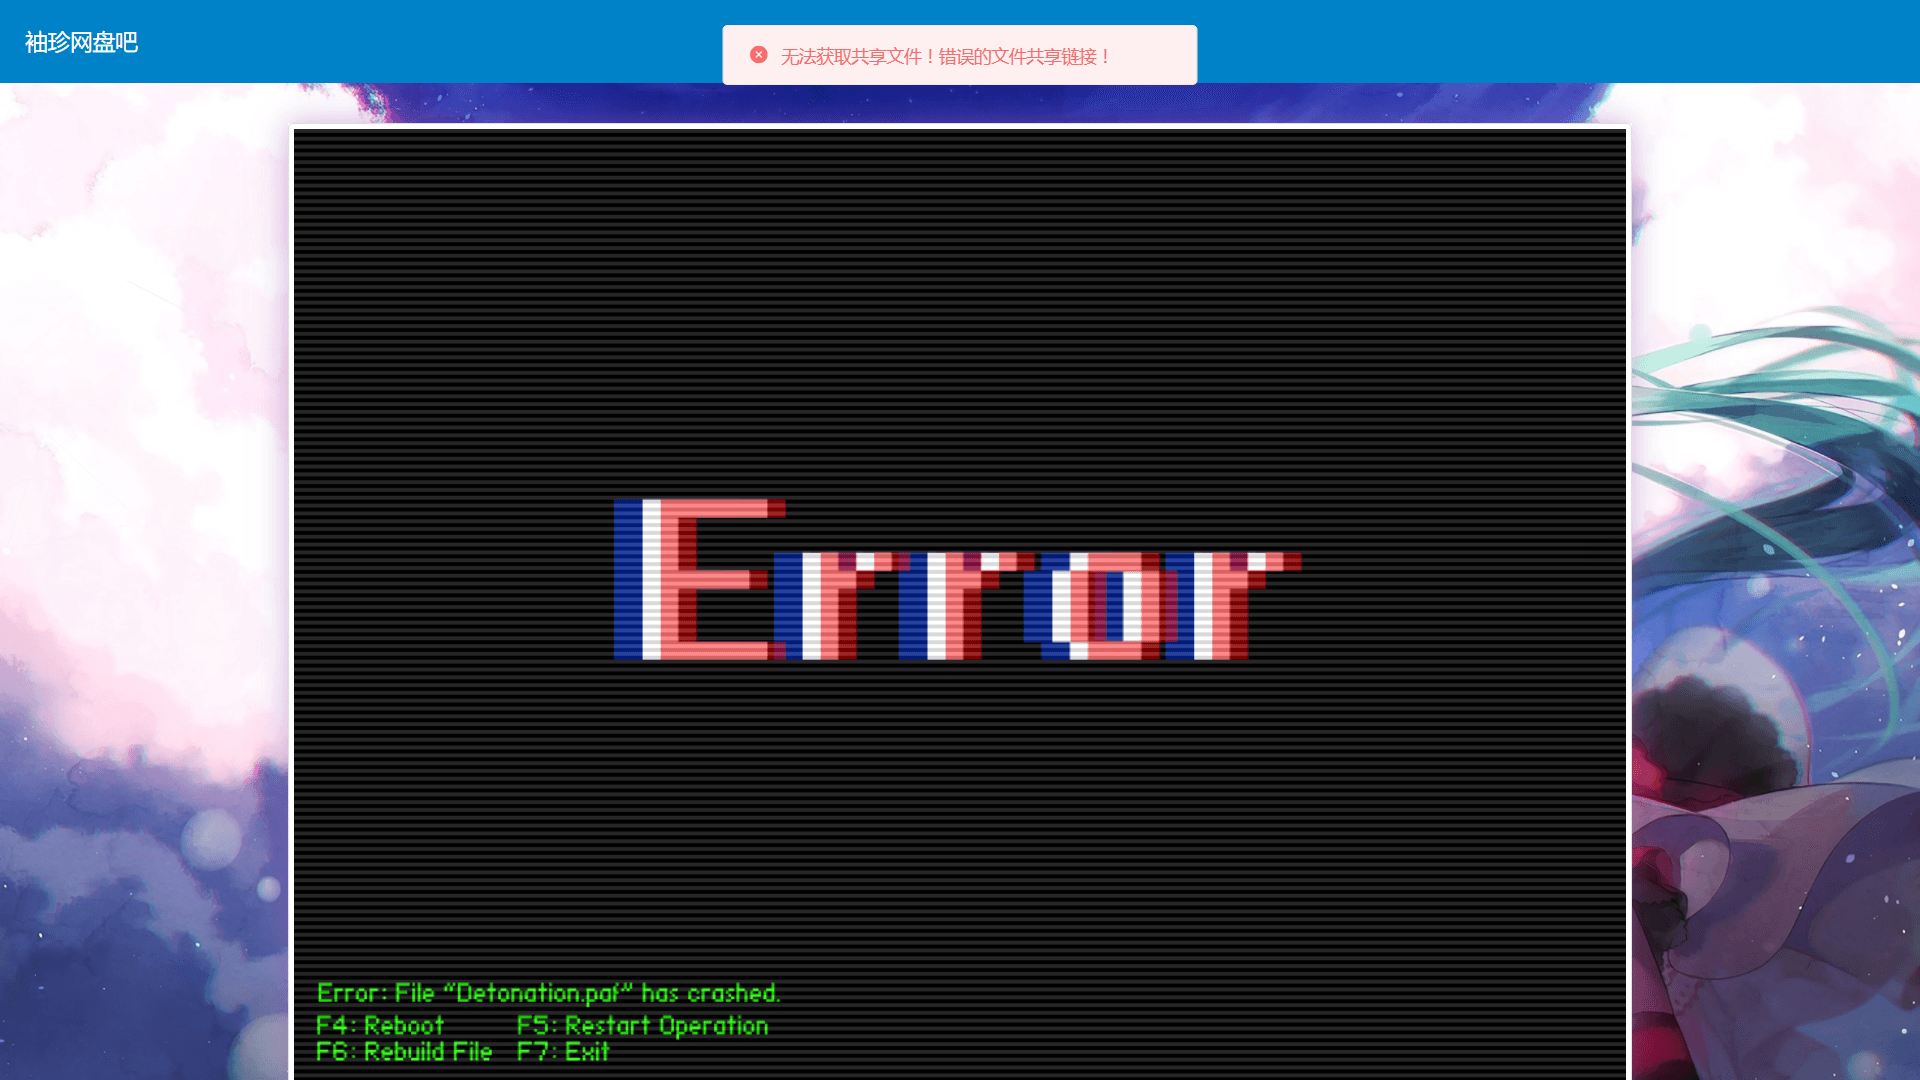 袖珍网盘吧
无法获取共享文件！错误的文件共享链接！
Error
Error: File “Detonation.paf” has crashed.
F4: Reboot F5: Restart Operation
F6: Rebuild File F7: Exit